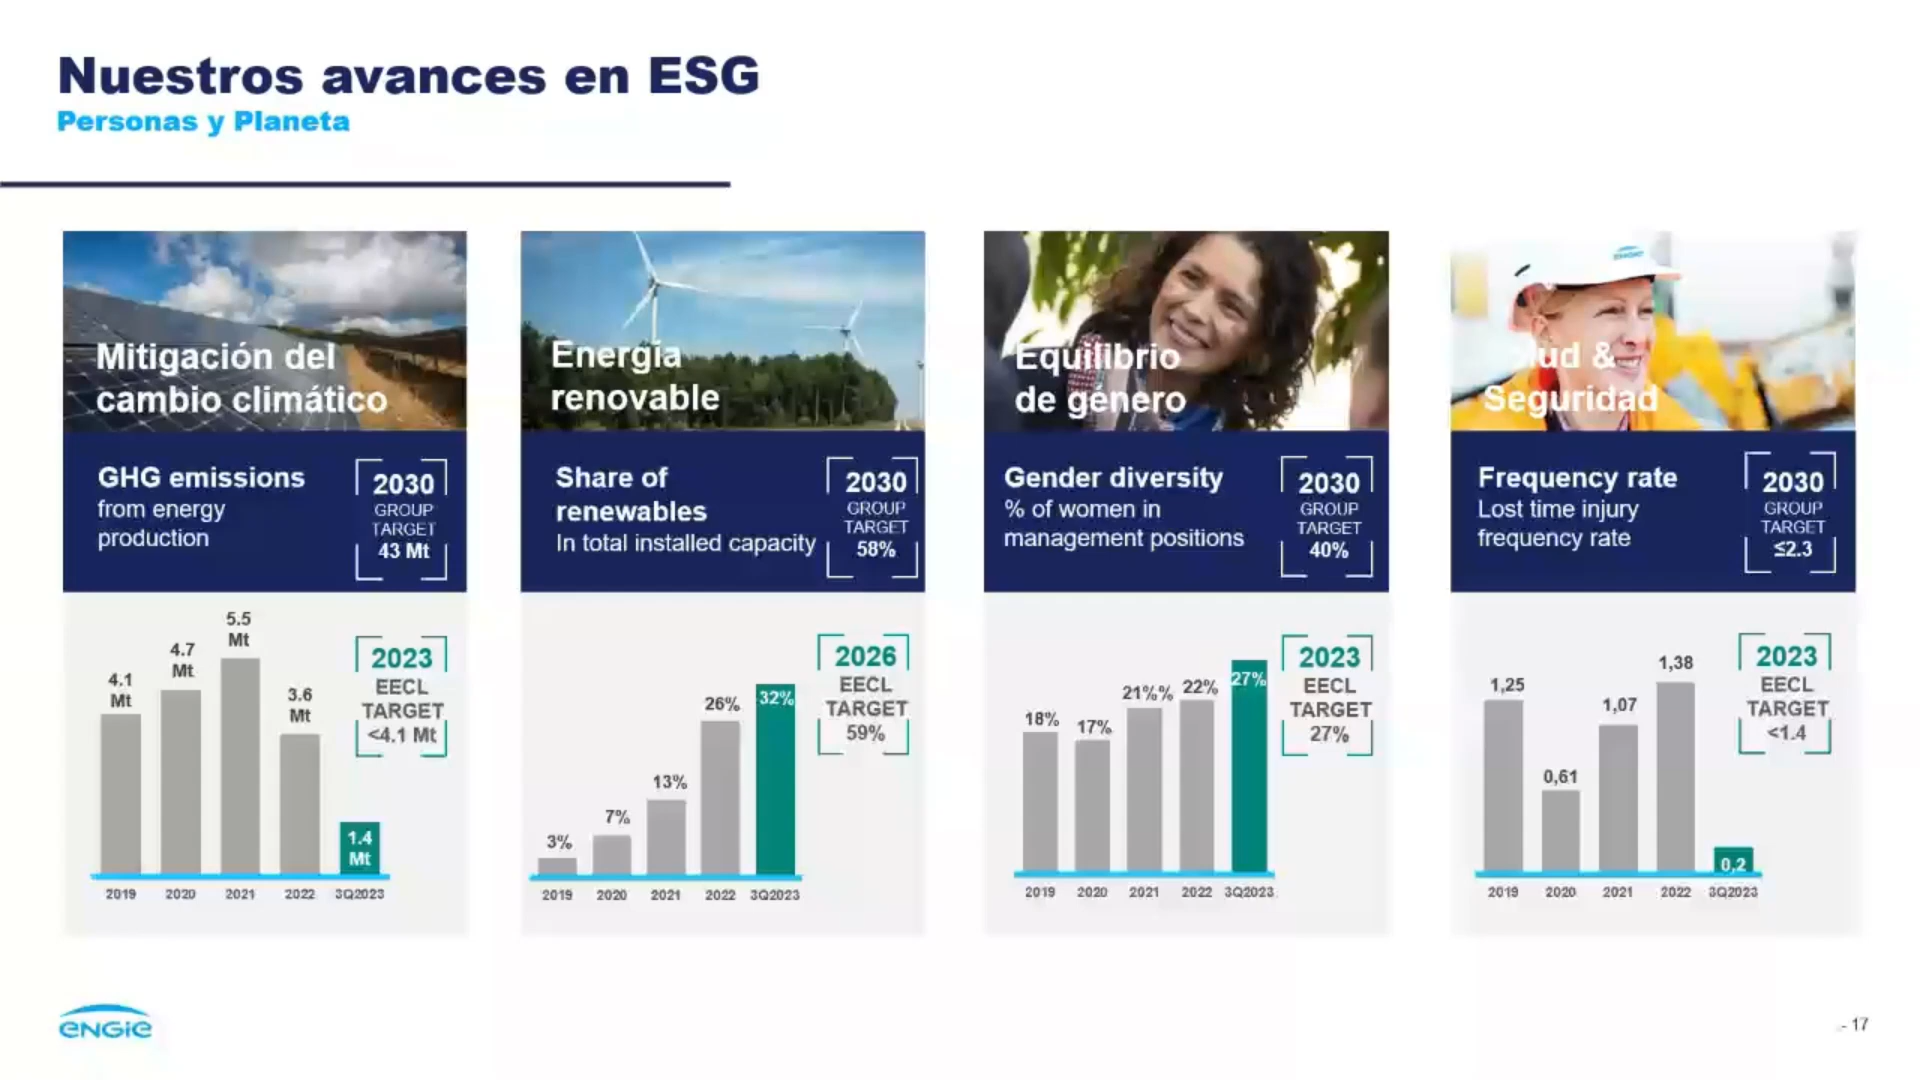 Nuestros avances en ESG
Personas y Planeta
Mitigación del
cambio climático
GHG emissions
from energy
production
2030
GROUP
TARGET
43 Mt
5.5
Mt
4.7
Mt
4.1
Mt
3.6
Mt
1.4
Mt
2019 2020 2021 2022 3Q2023
2023
EECL
TARGET
<4.1 Mt
Energía
renovable
Share of
renewables
In total installed capacity
2030
GROUP
TARGET
58%
3%
7%
13%
26%
32%
2019 2020 2021 2022 3Q2023
2026
EECL
TARGET
59%
Equilibrio
de género
Gender diversity
% of women in
management positions
2030
GROUP
TARGET
40%
18%
17%
21%%
22%
27%
2019 2020 2021 2022 3Q2023
2023
EECL
TARGET
27%
ENGIE
lud &
Seguridad
Frequency rate
Lost time injury
frequency rate
2030
GROUP
TARGET
≤2.3
1,25
0,61
1,07
1,38
0,2
2019 2020 2021 2022 3Q2023
2023
EECL
TARGET
<1.4
ENGIE
- 17